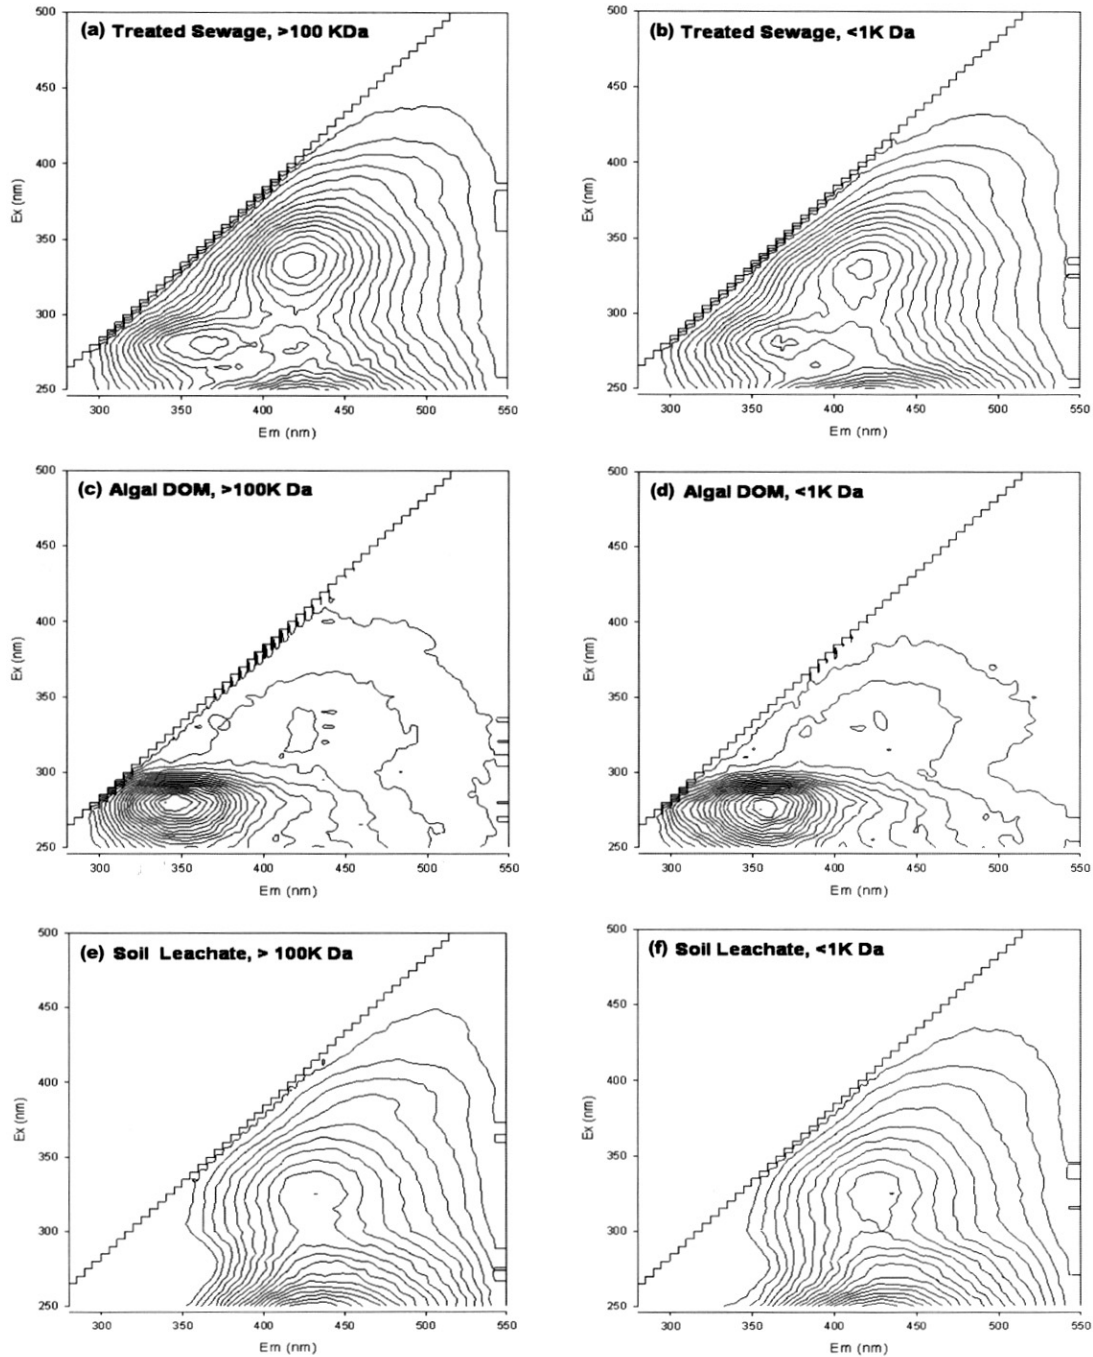 (a) Treated Sewage, >100 KDa
500
450
400
350
300
250
Ex (nm)
300 350 400 450 500 550
Em (nm)
(b) Treated Sewage, <1K Da
500
450
400
350
300
250
Ex (nm)
300 350 400 450 500 550
Em (nm)
(c) Algal DOM, >100K Da
500
450
400
350
300
250
Ex (nm)
300 350 400 450 500 550
Em (nm)
(d) Algal DOM, <1K Da
500
450
400
350
300
250
Ex (nm)
300 350 400 450 500 550
Em (nm)
(e) Soil Leachate, > 100K Da
500
450
400
350
300
250
Ex (nm)
300 350 400 450 500 550
Em (nm)
(f) Soil Leachate, <1K Da
500
450
400
350
300
250
Ex (nm)
300 350 400 450 500 550
Em (nm)